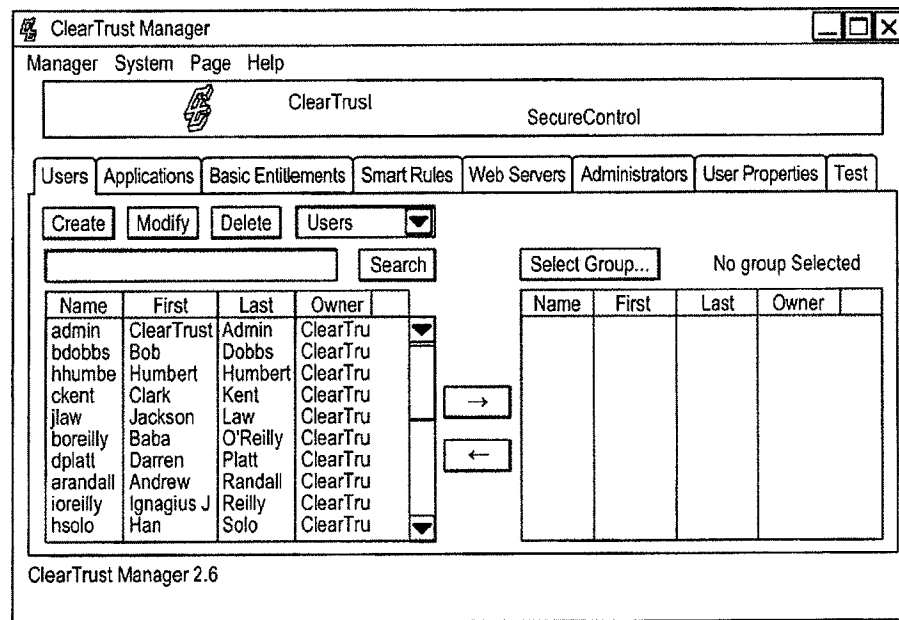 ClearTrust Manager
Manager System Page Help
ClearTrust
SecureControl
Users Applications Basic Entitlements Smart Rules Web Servers Administrators User Properties Test
Create Modify Delete Users
Search Select Group... No group Selected
Name First Last Owner Name First Last Owner
admin ClearTrust Admin ClearTru
bdobbs Bob Dobbs ClearTru
hhumbe Humbert Humbert ClearTru
ckent Clark Kent ClearTru
jlaw Jackson Law ClearTru
boreilly Baba O'Reilly ClearTru
dplatt Darren Platt ClearTru
arandall Andrew Randall ClearTru
ioreilly Ignagius J Reilly ClearTru
hsolo Han Solo ClearTru
ClearTrust Manager 2.6